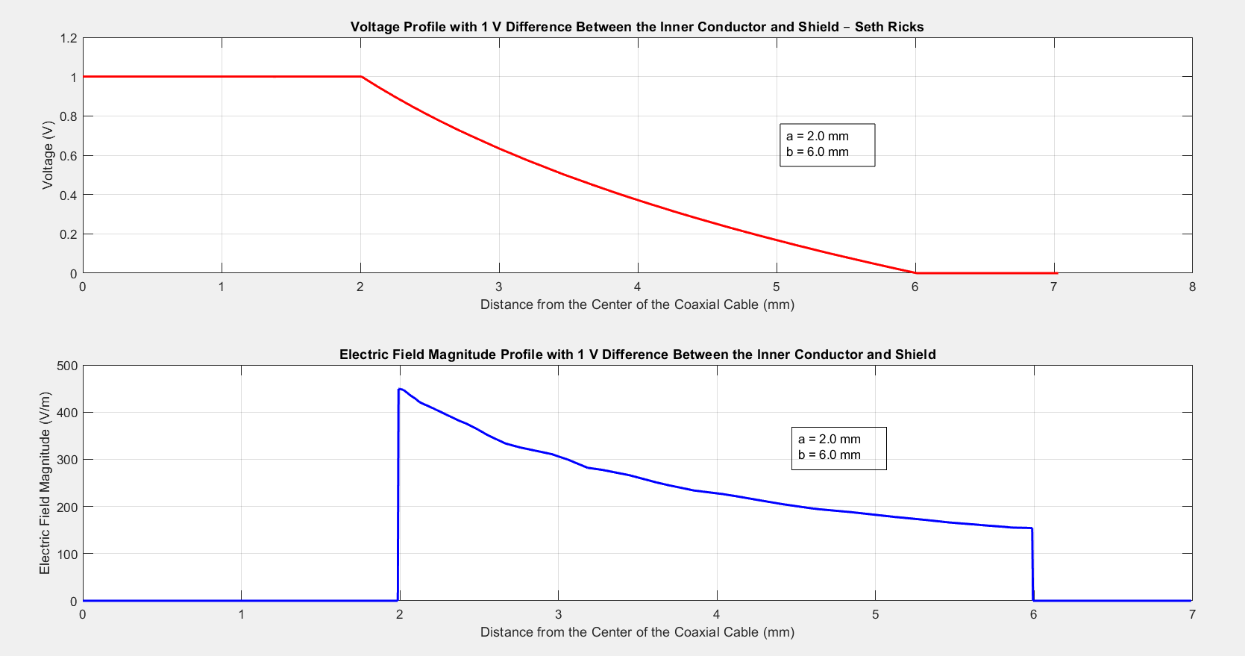 Voltage Profile with 1 V Difference Between the Inner Conductor and Shield – Seth Ricks
1.2
1
0.8
0.6
0.4
0.2
0
Voltage (V)
a = 2.0 mm
b = 6.0 mm
0 1 2 3 4 5 6 7 8
Distance from the Center of the Coaxial Cable (mm)
Electric Field Magnitude Profile with 1 V Difference Between the Inner Conductor and Shield
500
400
300
200
100
0
Electric Field Magnitude (V/m)
a = 2.0 mm
b = 6.0 mm
0 1 2 3 4 5 6 7
Distance from the Center of the Coaxial Cable (mm)